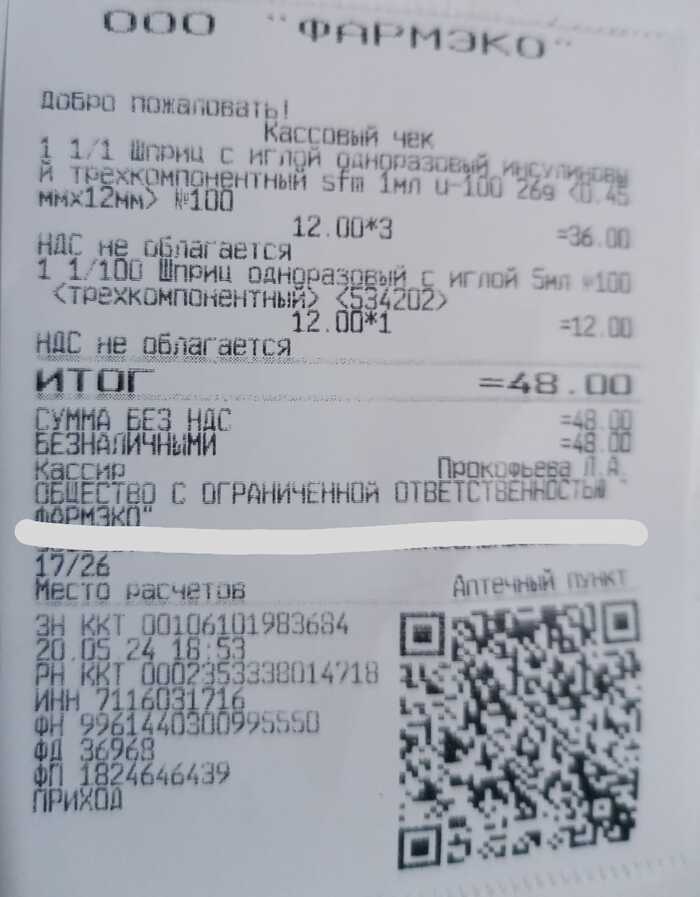 ООО "ФАРМЭКО"
Добро пожаловать!
Кассовый чек
1 1/1 Шприц с иглой одноразовый инсулиновы
й трехкомпонентный sfm 1мл u-100 26g <0.45
ммх12мм> №100
12.00*3 =36.00
НДС не облагается
1 1/100 Шприц одноразовый с иглой 5мл №100
<трехкомпонентный> <534202>
12.00*1 =12.00
НДС не облагается
ИТОГ =48.00
СУММА БЕЗ НДС =48.00
БЕЗНАЛИЧНЫМИ =48.00
Кассир Прокофьева Л.А.
ОБЩЕСТВО С ОГРАНИЧЕННОЙ ОТВЕТСТВЕННОСТЬЮ "
ФАРМЭКО"
17/26
Место расчетов Аптечный пункт
ЗН ККТ 00106101983684
20.05.24 18:53
РН ККТ 0002353338014718
ИНН 7116031716
ФН 9961440300995550
ФД 36968
ФП 1824646439
ПРИХОД